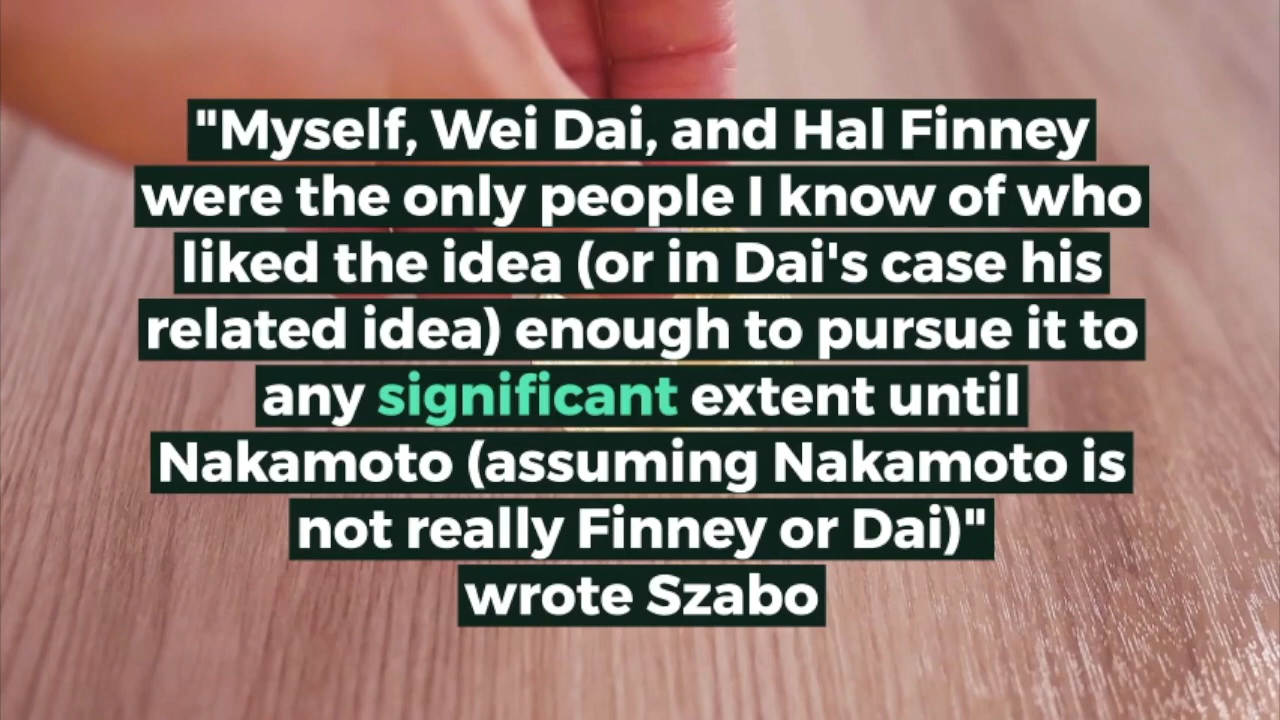 "Myself, Wei Dai, and Hal Finney
were the only people I know of who
liked the idea (or in Dai's case his
related idea) enough to pursue it to
any significant extent until
Nakamoto (assuming Nakamoto is
not really Finney or Dai)"
wrote Szabo